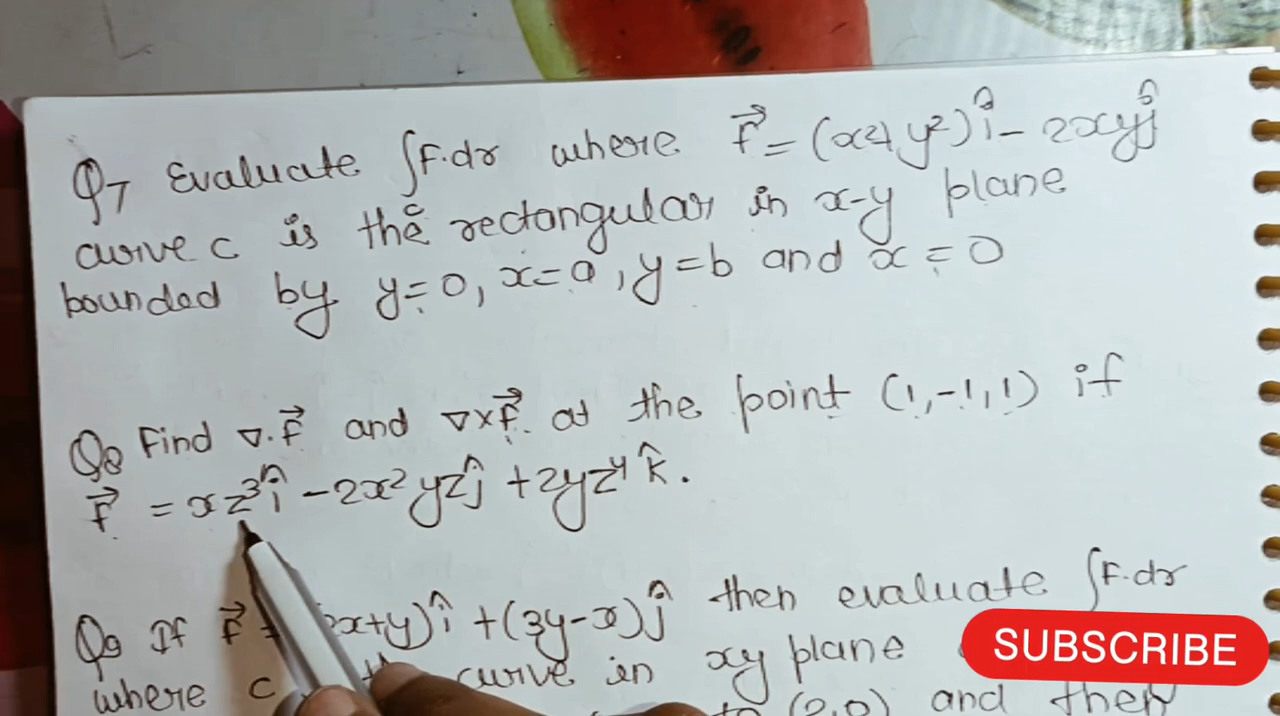 Q7 Evaluate ∫F.dr where F⃗ = (x²+y²)î - 2xyĵ
c
curve c is the rectangular in x-y plane
bounded by y=0, x=a, y=b and x=0
Q8 Find ∇.F⃗ and ∇×F⃗ at the point (1,-1,1) if
F⃗ = xz³î - 2x²yzĵ + 2yz⁴k̂.
Q9 If F⃗ = x+y)î + (3y-x)ĵ then evaluate ∫F.dr
where c curve in xy plane
(2,0) and then
SUBSCRIBE